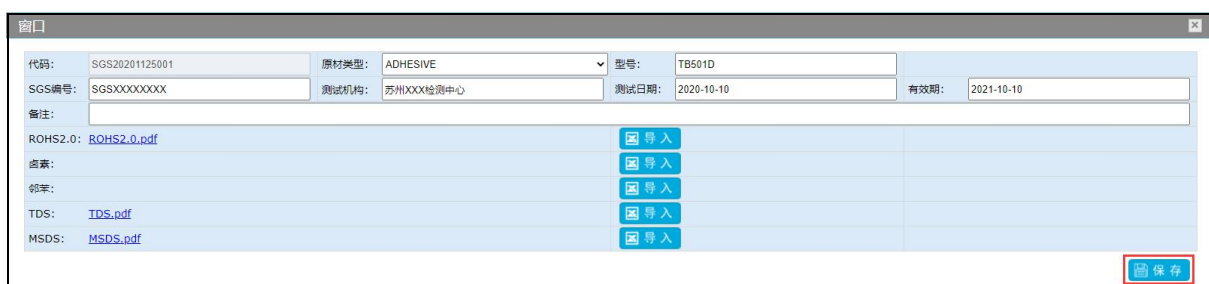 窗口
代码: SGS20201125001 原材类型: ADHESIVE 型号: TB501D
SGS编号: SGSXXXXXXXX 测试机构: 苏州XXX检测中心 测试日期: 2020-10-10 有效期: 2021-10-10
备注:
ROHS2.0: ROHS2.0.pdf 导入
卤素: 导入
邻苯: 导入
TDS: TDS.pdf 导入
MSDS: MSDS.pdf 导入
保存